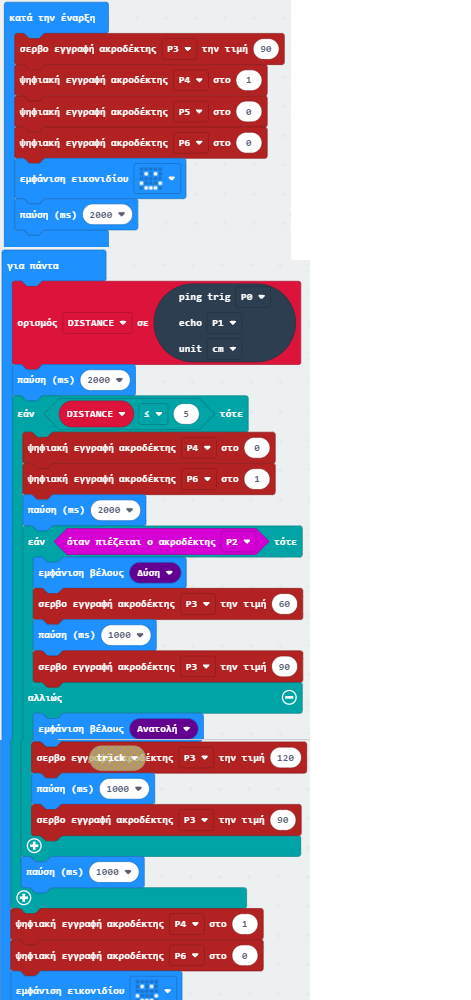 κατά την έναρξη
σερβο εγγραφή ακροδέκτης P3 την τιμή 90
ψηφιακή εγγραφή ακροδέκτης P4 στο 1
ψηφιακή εγγραφή ακροδέκτης P5 στο 0
ψηφιακή εγγραφή ακροδέκτης P6 στο 0
εμφάνιση εικονιδίου
παύση (ms) 2000
για πάντα
ping trig P0
ορισμός DISTANCE σε echo P1
unit cm
παύση (ms) 2000
εάν DISTANCE ≤ 5 τότε
ψηφιακή εγγραφή ακροδέκτης P4 στο 0
ψηφιακή εγγραφή ακροδέκτης P6 στο 1
παύση (ms) 2000
εάν όταν πιέζεται ο ακροδέκτης P2 τότε
εμφάνιση βέλους Δύση
σερβο εγγραφή ακροδέκτης P3 την τιμή 60
παύση (ms) 1000
σερβο εγγραφή ακροδέκτης P3 την τιμή 90
αλλιώς
εμφάνιση βέλους Ανατολή
σερβο trick P3 την τιμή 120
παύση (ms) 1000
σερβο εγγραφή ακροδέκτης P3 την τιμή 90
παύση (ms) 1000
ψηφιακή εγγραφή ακροδέκτης P4 στο 1
ψηφιακή εγγραφή ακροδέκτης P6 στο 0
εμφάνιση εικονιδίου